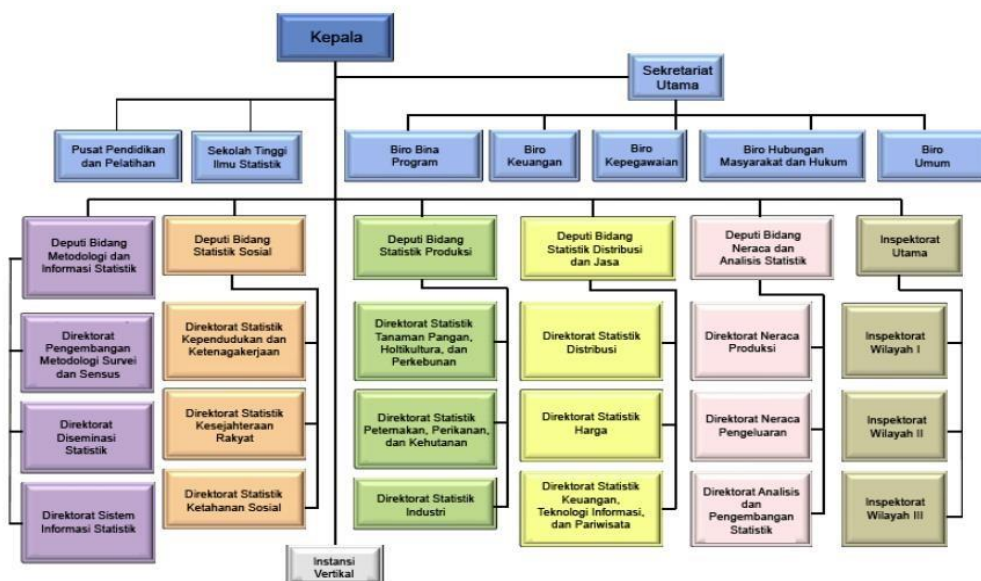 Kepala
Sekretariat
Utama
Pusat Pendidikan
dan Pelatihan
Sekolah Tinggi
Ilmu Statistik
Biro Bina
Program
Biro
Keuangan
Biro
Kepegawaian
Biro Hubungan
Masyarakat dan Hukum
Biro
Umum
Deputi Bidang
Metodologi dan
Informasi Statistik
Deputi Bidang
Statistik Sosial
Deputi Bidang
Statistik Produksi
Deputi Bidang
Statistik Distribusi
dan Jasa
Deputi Bidang
Neraca dan
Analisis Statistik
Inspektorat
Utama
Direktorat
Pengembangan
Metodologi Survei
dan Sensus
Direktorat Statistik
Kependudukan dan
Ketenagakerjaan
Direktorat Statistik
Tanaman Pangan,
Holtikultura, dan
Perkebunan
Direktorat Statistik
Distribusi
Direktorat Neraca
Produksi
Inspektorat
Wilayah I
Direktorat
Diseminasi
Statistik
Direktorat Statistik
Kesejahteraan
Rakyat
Direktorat Statistik
Peternakan, Perikanan,
dan Kehutanan
Direktorat Statistik
Harga
Direktorat Neraca
Pengeluaran
Inspektorat
Wilayah II
Direktorat Sistem
Informasi Statistik
Direktorat Statistik
Ketahanan Sosial
Direktorat Statistik
Industri
Direktorat Statistik
Keuangan,
Teknologi Informasi,
dan Pariwisata
Direktorat Analisis
dan
Pengembangan
Statistik
Inspektorat
Wilayah III
Instansi
Vertikal